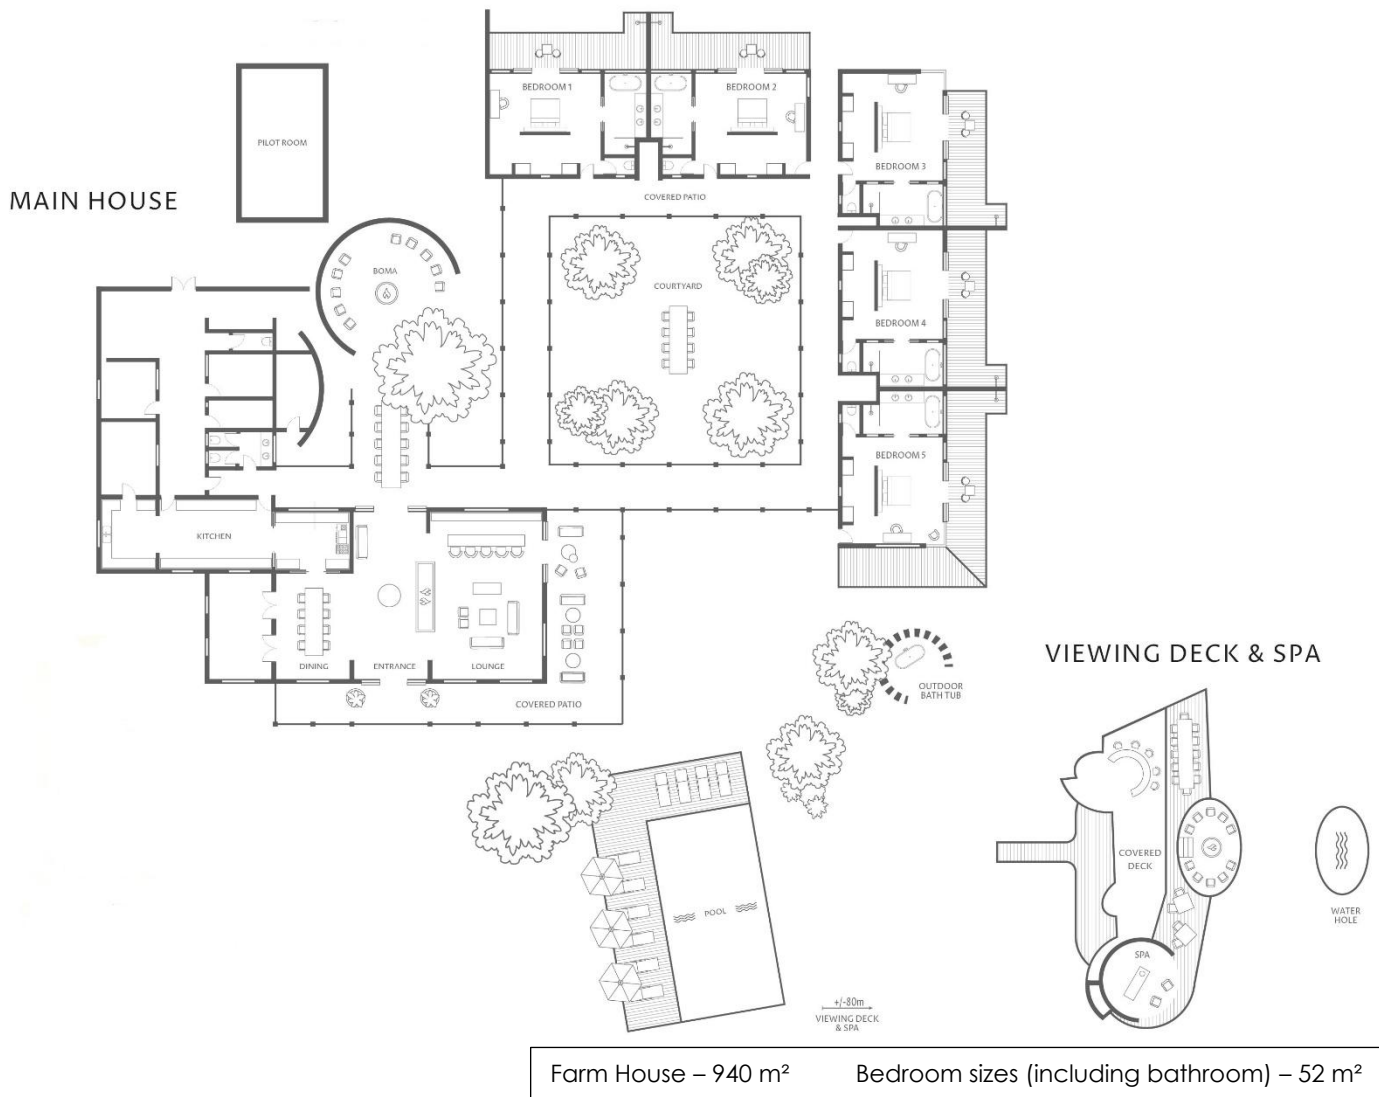 BEDROOM 1
BEDROOM 2
PILOT ROOM
BEDROOM 3
MAIN HOUSE
COVERED PATIO
BOMA
COURTYARD
BEDROOM 4
BEDROOM 5
KITCHEN
DINING
ENTRANCE
LOUNGE
COVERED PATIO
OUTDOOR
BATH TUB
VIEWING DECK & SPA
COVERED
DECK
POOL
WATER
HOLE
SPA
+/-80m
VIEWING DECK
& SPA
Farm House – 940 m² Bedroom sizes (including bathroom) – 52 m²